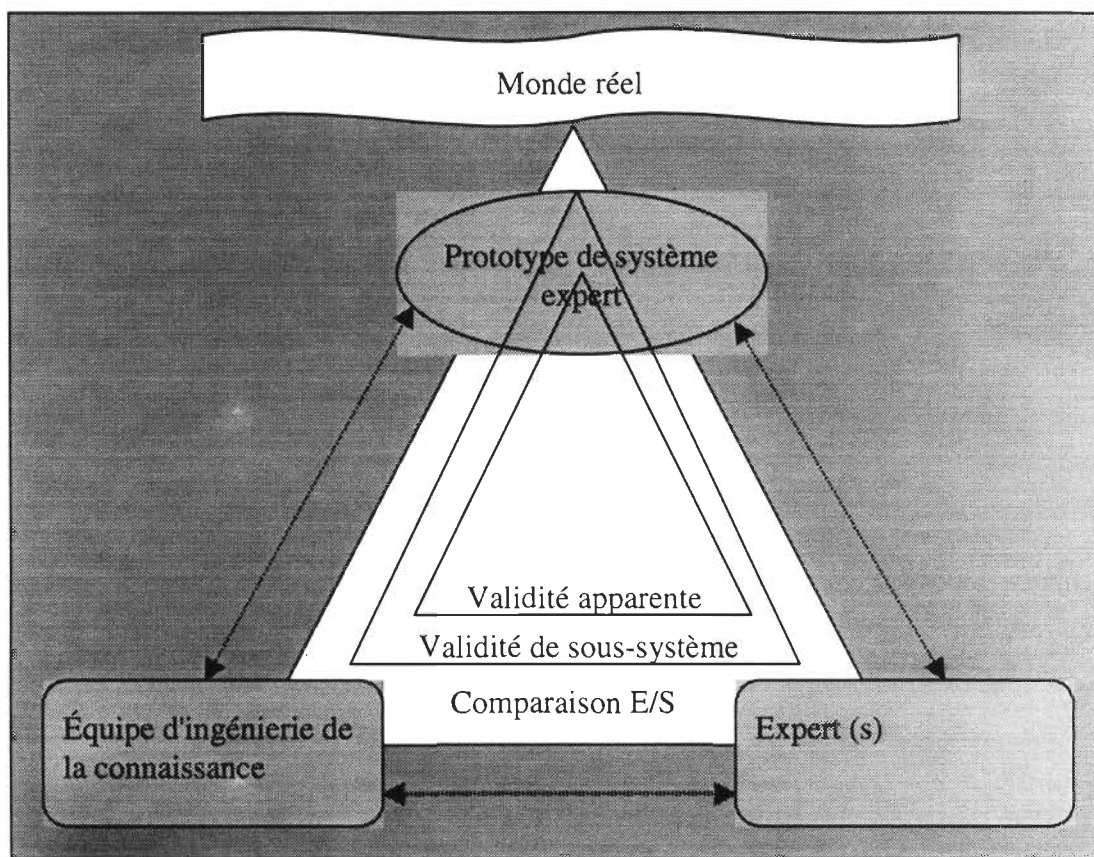 Monde réel
Prototype de système
expert
Validité apparente
Validité de sous-système
Comparaison E/S
Équipe d'ingénierie de
la connaissance
Expert (s)